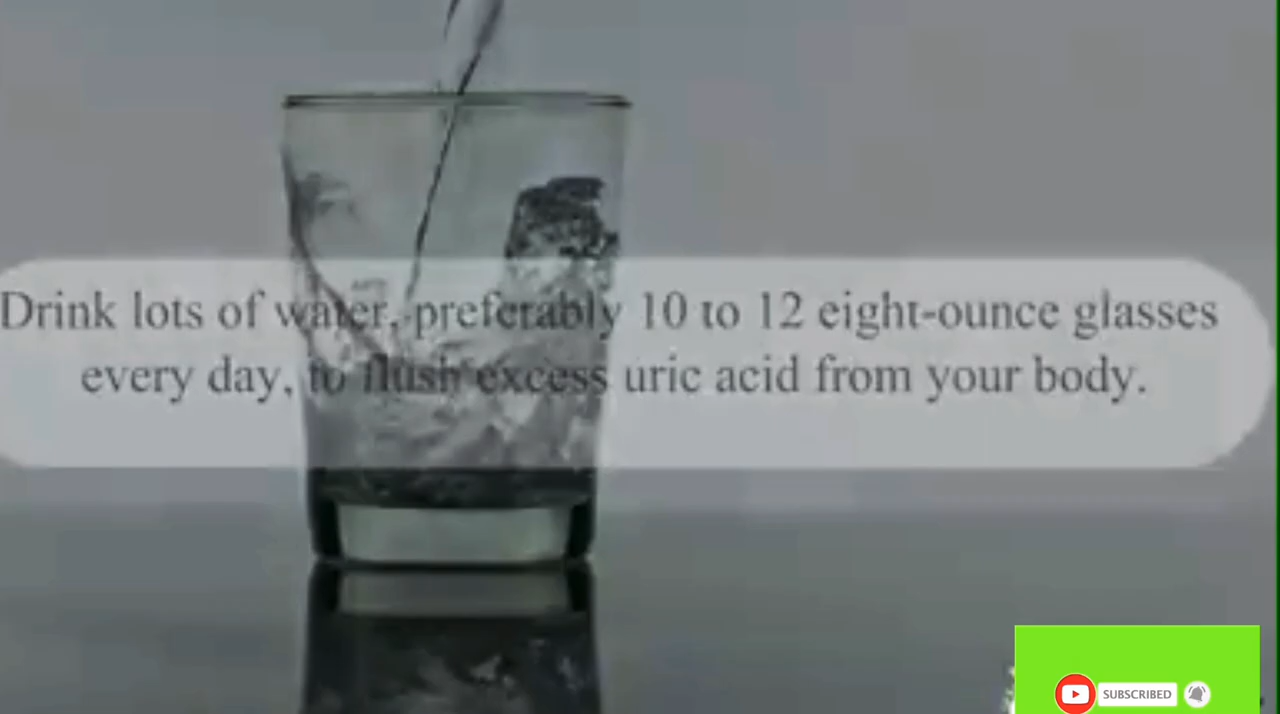 Drink lots of water, preferably 10 to 12 eight-ounce glasses
every day, to flush excess uric acid from your body.
SUBSCRIBED